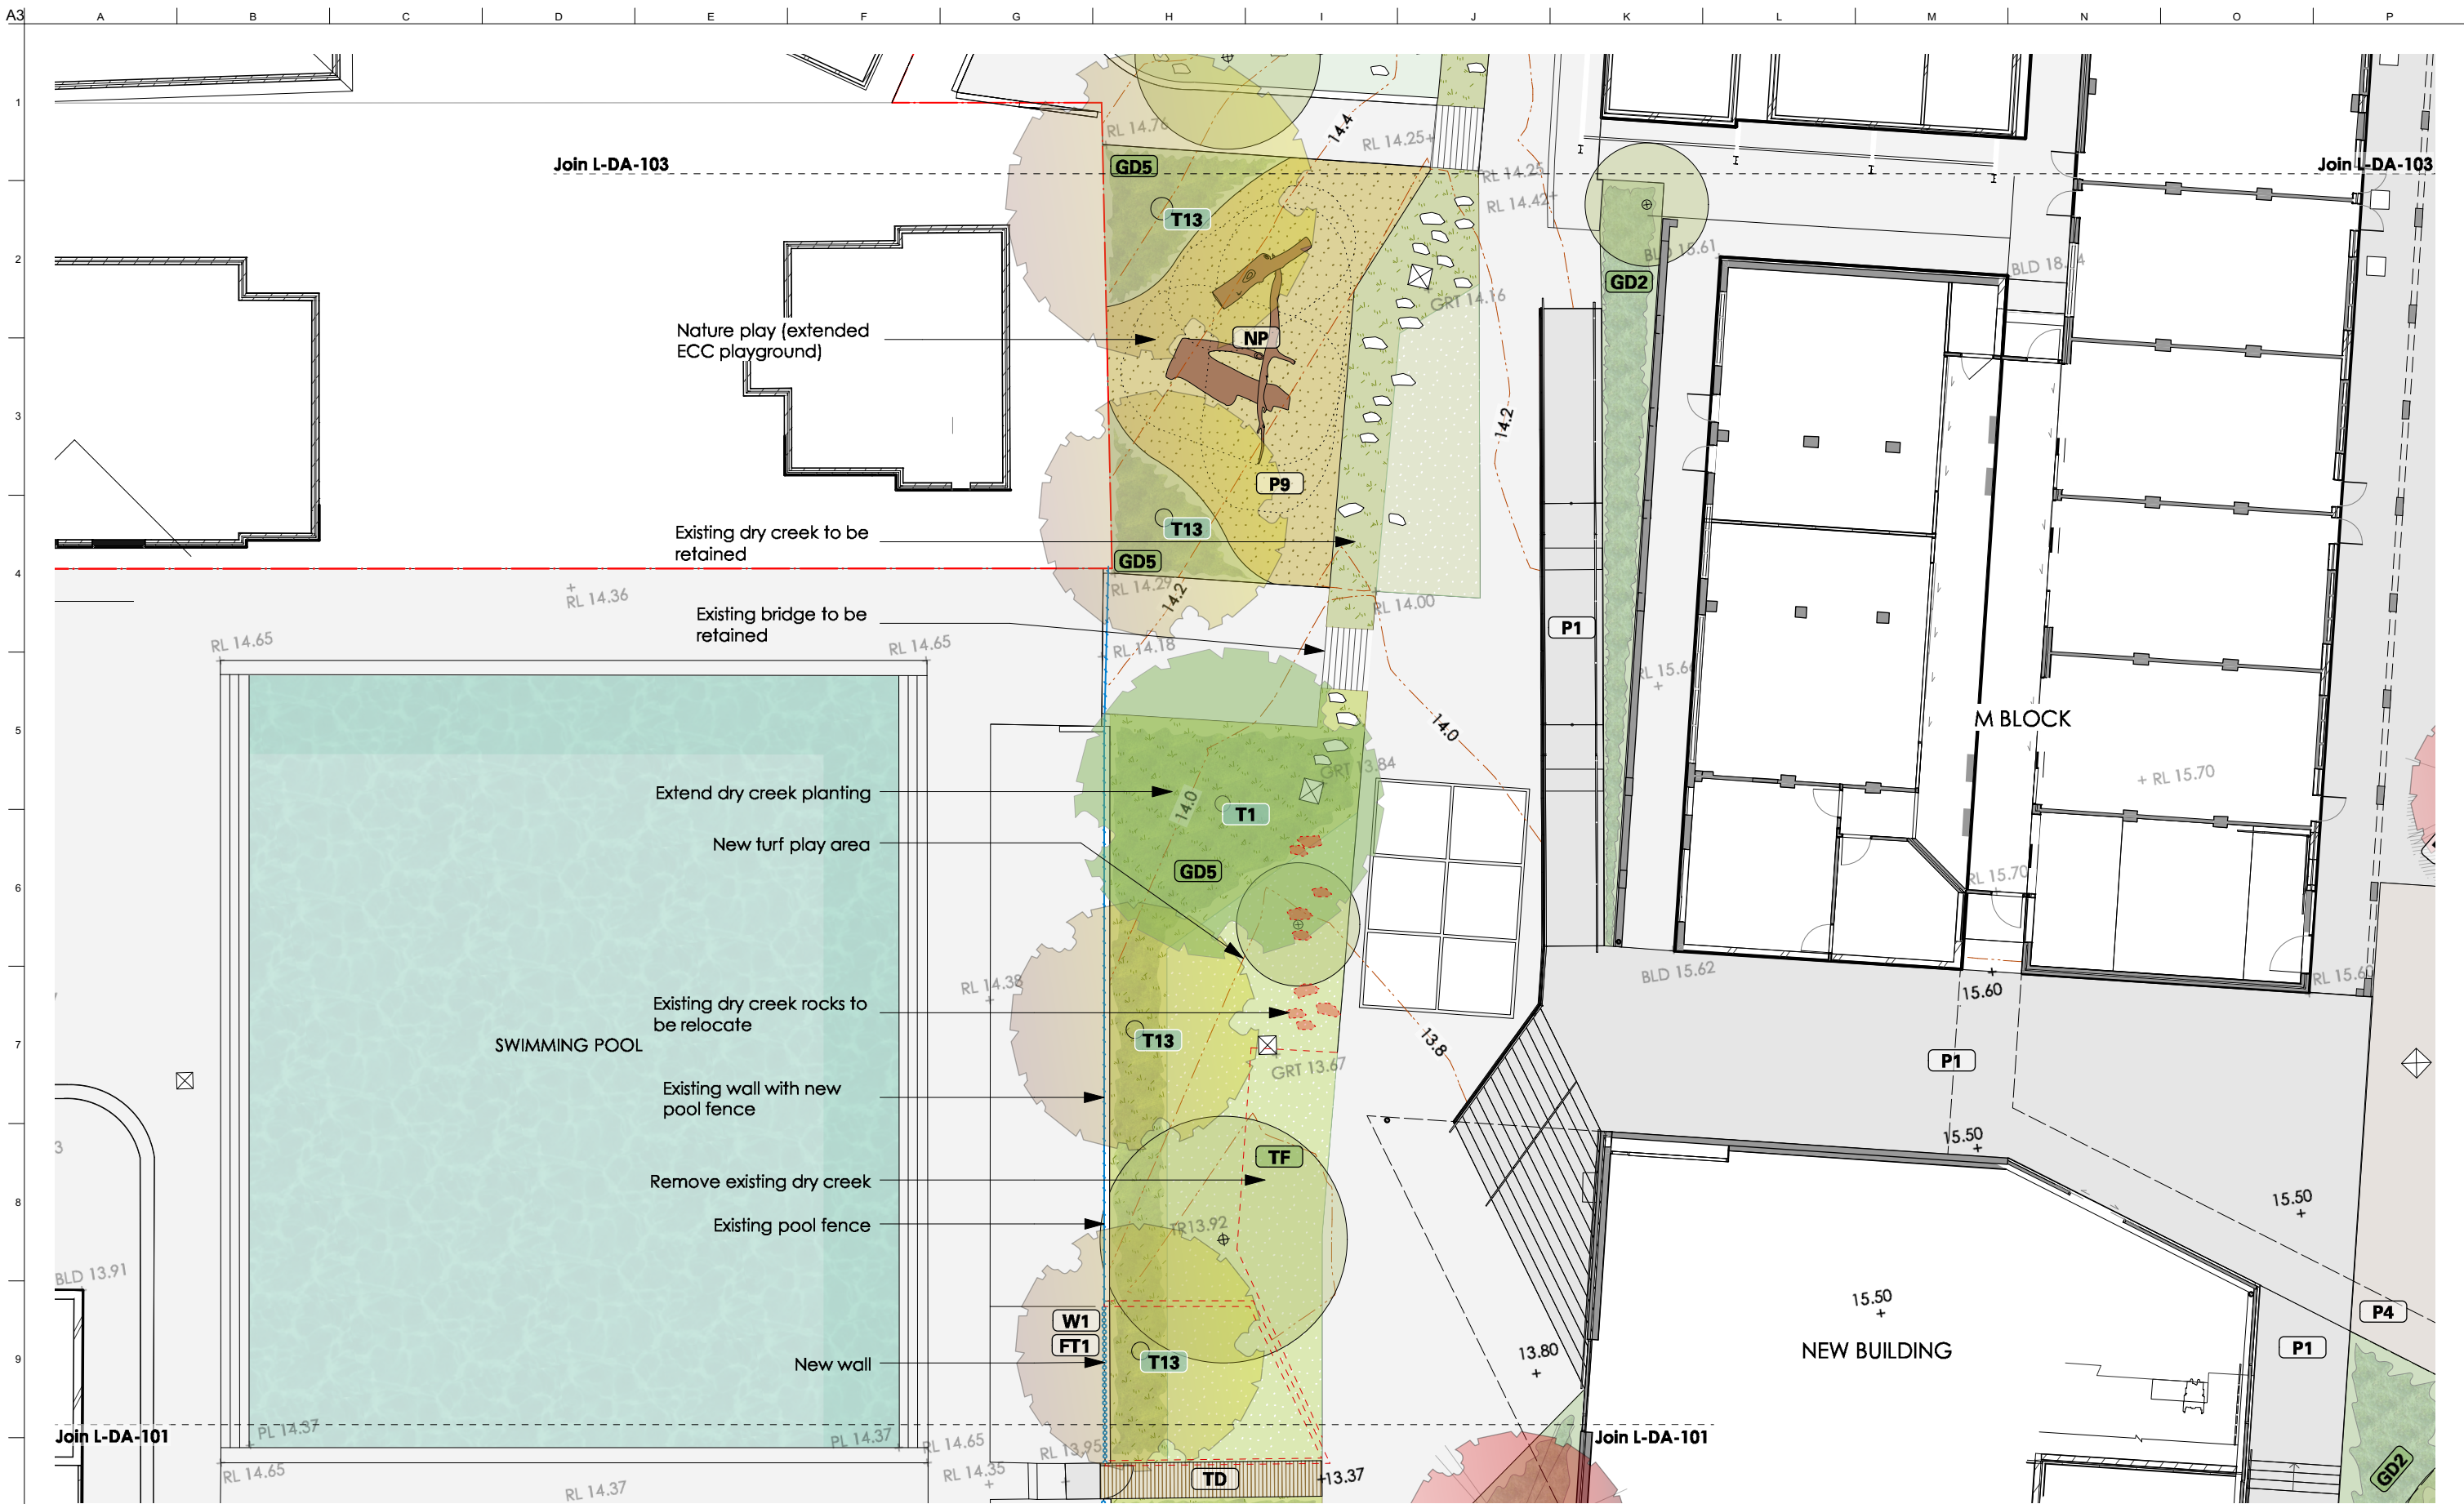 A3
A B C D E F G H I J K L M N O P
1
RL 14.76
14.4
RL 14.25
Join L-DA-103
GD5
RL 14.25
Join L-DA-103
RL 14.42
T13
2
BLD 15.61
GD2
GRT 14.16
Nature play (extended
ECC playground)
NP
3
14.2
P9
Existing dry creek to be
retained
T13
GD5
4
RL 14.36
RL 14.29
14.2
RL 14.00
Existing bridge to be
retained
P1
RL 14.65
RL 14.65
RL 14.18
M BLOCK
5
14.0
GRT 13.84
RL 15.70
Extend dry creek planting
14.0
T1
New turf play area
6
GD5
RL 15.70
BLD 15.62
RL 14.38
15.60
Existing dry creek rocks to
be relocate
SWIMMING POOL
7
T13
13.8
GRT 13.67
P1
Existing wall with new
pool fence
3
15.50
TF
Remove existing dry creek
8
15.50
Existing pool fence
TR13.92
BLD 13.91
15.50
W1
P4
FT1
NEW BUILDING
P1
9
New wall
T13
13.80
Join L-DA-101
PL 14.37
PL 14.37
RL 14.65
RL 13.95
Join L-DA-101
RL 14.65
RL 14.35
TD
13.37
GD2
RL 14.37